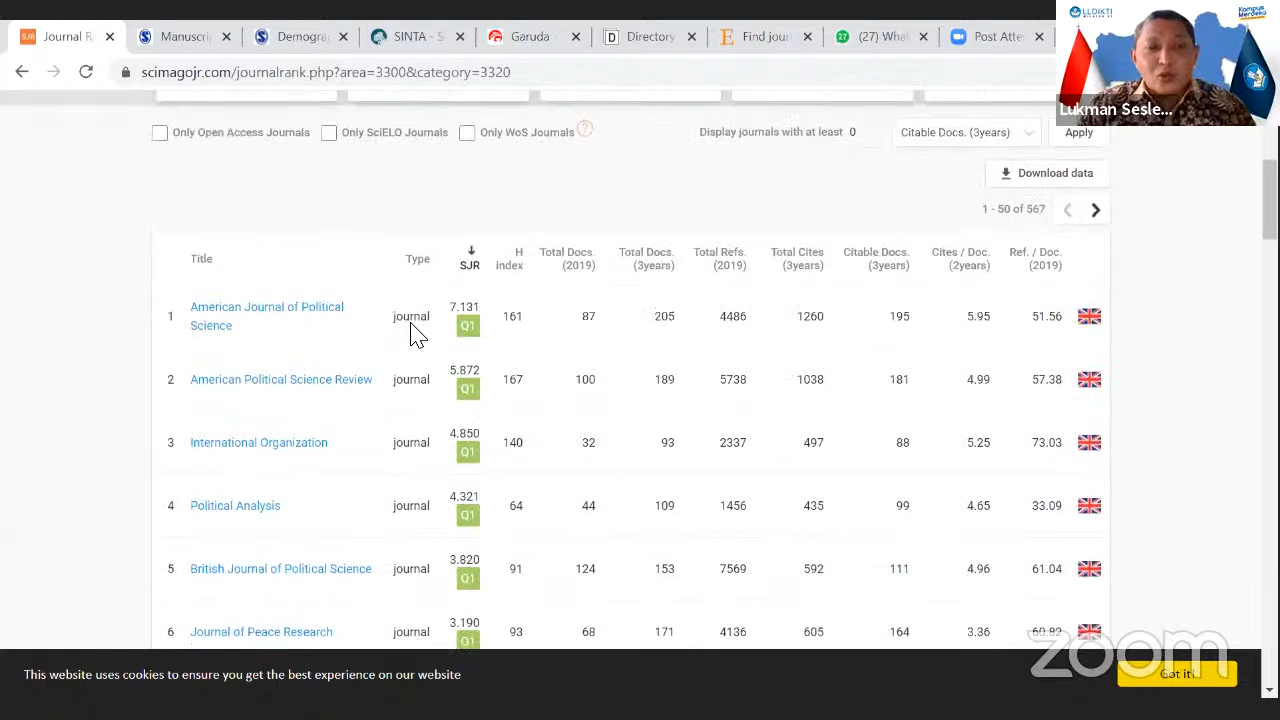 Journal R
Manuscrip
Demogra
SINTA - S
Garuda
Directory
Find jour
(27) Wha
Post Atte
LLDIKTI
Kampus
Merdeka
scimagojr.com/journalrank.php?area=3300&category=3320
Lukman Sesle...
Only Open Access Journals
Only SciELO Journals
Only WoS Journals
?
Display journals with at least 0
Citable Docs. (3years)
Apply
Download data
1 - 50 of 567
Title Type SJR H index Total Docs. (2019) Total Docs. (3years) Total Refs. (2019) Total Cites (3years) Citable Docs. (3years) Cites / Doc. (2years) Ref. / Doc. (2019)
1 American Journal of Political Science journal 7.131 Q1 161 87 205 4486 1260 195 5.95 51.56
2 American Political Science Review journal 5.872 Q1 167 100 189 5738 1038 181 4.99 57.38
3 International Organization journal 4.850 Q1 140 32 93 2337 497 88 5.25 73.03
4 Political Analysis journal 4.321 Q1 64 44 109 1456 435 99 4.65 33.09
5 British Journal of Political Science journal 3.820 Q1 91 124 153 7569 592 111 4.96 61.04
6 Journal of Peace Research journal 3.190 Q1 93 68 171 4136 605 164 3.36 60.82
zoom
This website uses cookies to ensure you get the best experience on our website
Got it!